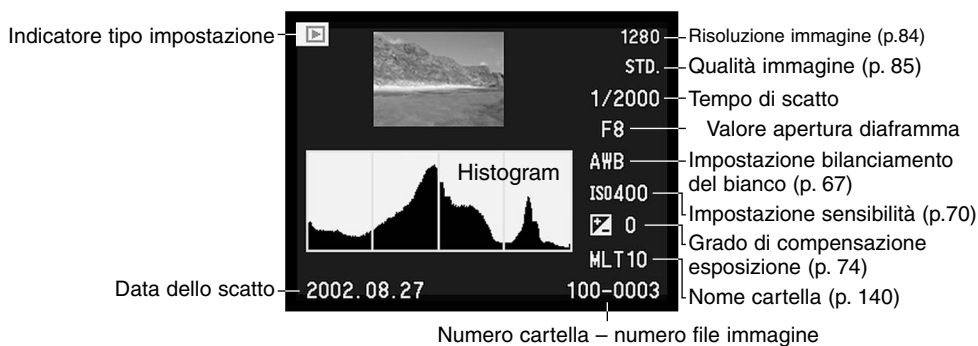 Indicatore tipo impostazione
1280
Risoluzione immagine (p.84)
STD.
Qualità immagine (p. 85)
1/2000
Tempo di scatto
F8
Valore apertura diaframma
Histogram
AWB
Impostazione bilanciamento
del bianco (p. 67)
ISO400
Impostazione sensibilità (p.70)
0
Grado di compensazione
esposizione (p. 74)
MLT10
Nome cartella (p. 140)
Data dello scatto
2002.08.27
100-0003
Numero cartella – numero file immagine